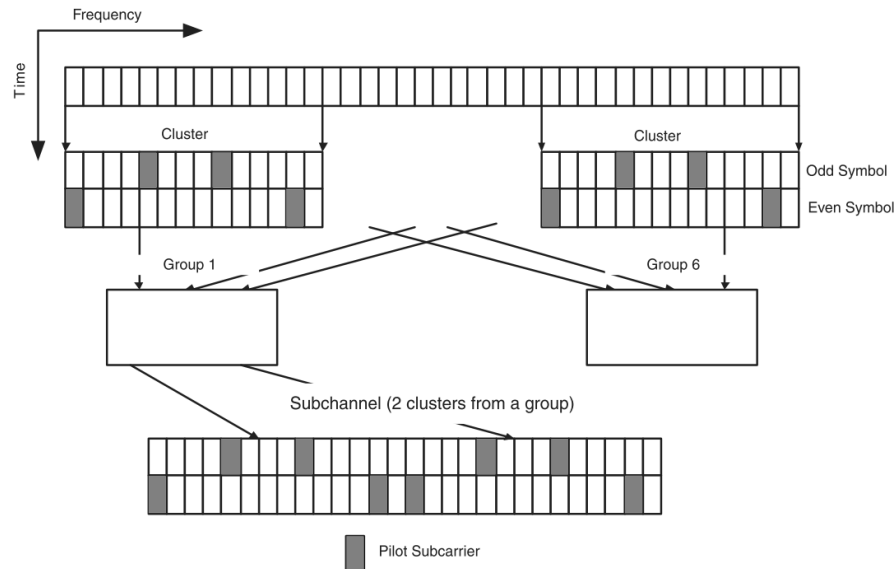 Frequency
Time
Cluster
Cluster
Odd Symbol
Even Symbol
Group 1
Group 6
Subchannel (2 clusters from a group)
Pilot Subcarrier